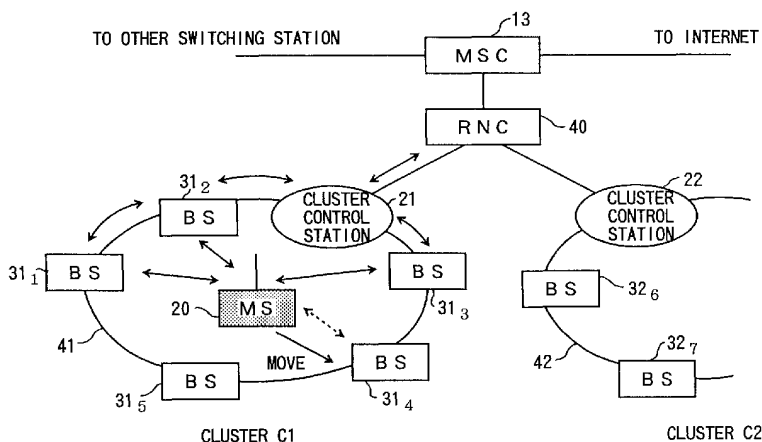 13
TO OTHER SWITCHING STATION
TO INTERNET
MSC
RNC
40
31₂
21
22
CLUSTER
CONTROL
STATION
CLUSTER
CONTROL
STATION
BS
31₁
BS
BS
31₃
20
MS
BS
32₆
41
MOVE
BS
31₄
BS
31₅
42
32₇
BS
CLUSTER C1
CLUSTER C2